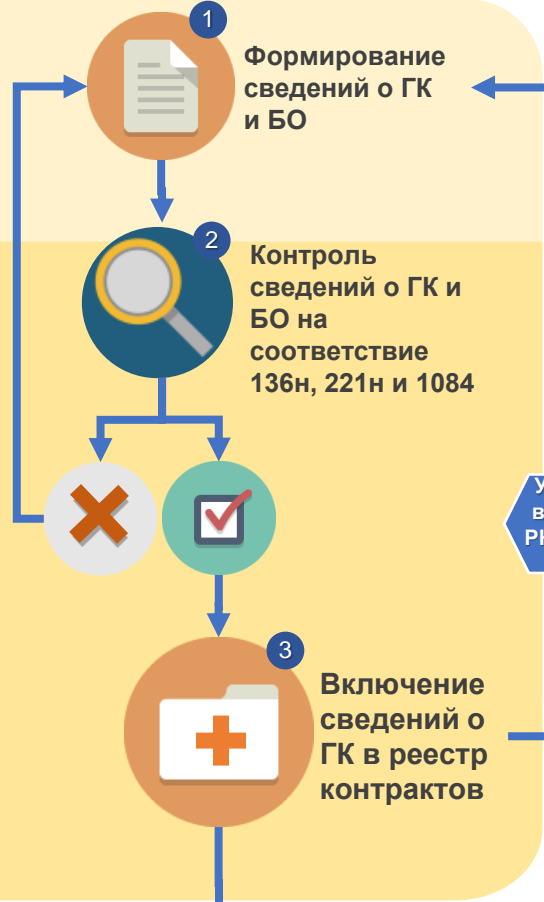 1
Формирование
сведений о ГК
и БО
2
Контроль
сведений о ГК и
БО на
соответствие
136н, 221н и 1084
3
Включение
сведений о
ГК в реестр
контрактов